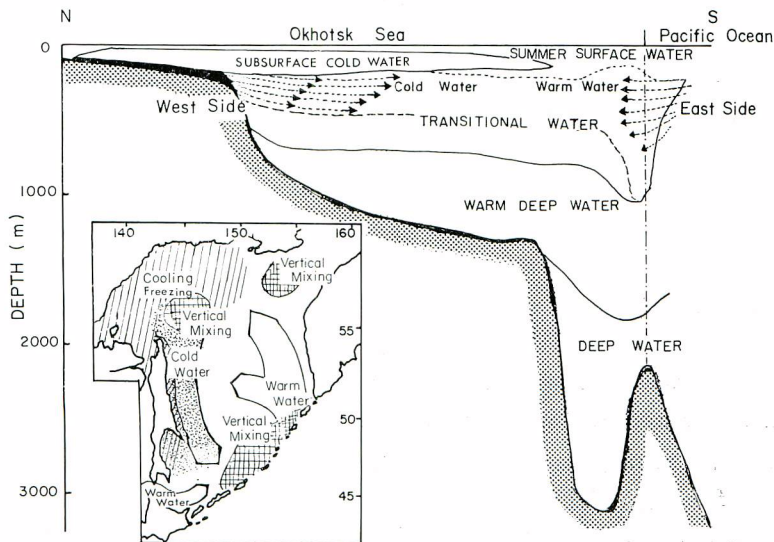 N
S
Okhotsk Sea
Pacific Ocean
0
SUBSURFACE COLD WATER
SUMMER SURFACE WATER
Cold Water
Warm Water
West Side
East Side
TRANSITIONAL WATER
1000
WARM DEEP WATER
DEPTH (m)
2000
DEEP WATER
3000
140
150
160
Cooling
Freezing
Vertical
Mixing
Vertical
Mixing
55
Cold
Water
Warm
Water
50
Vertical
Mixing
Warm
Water
45